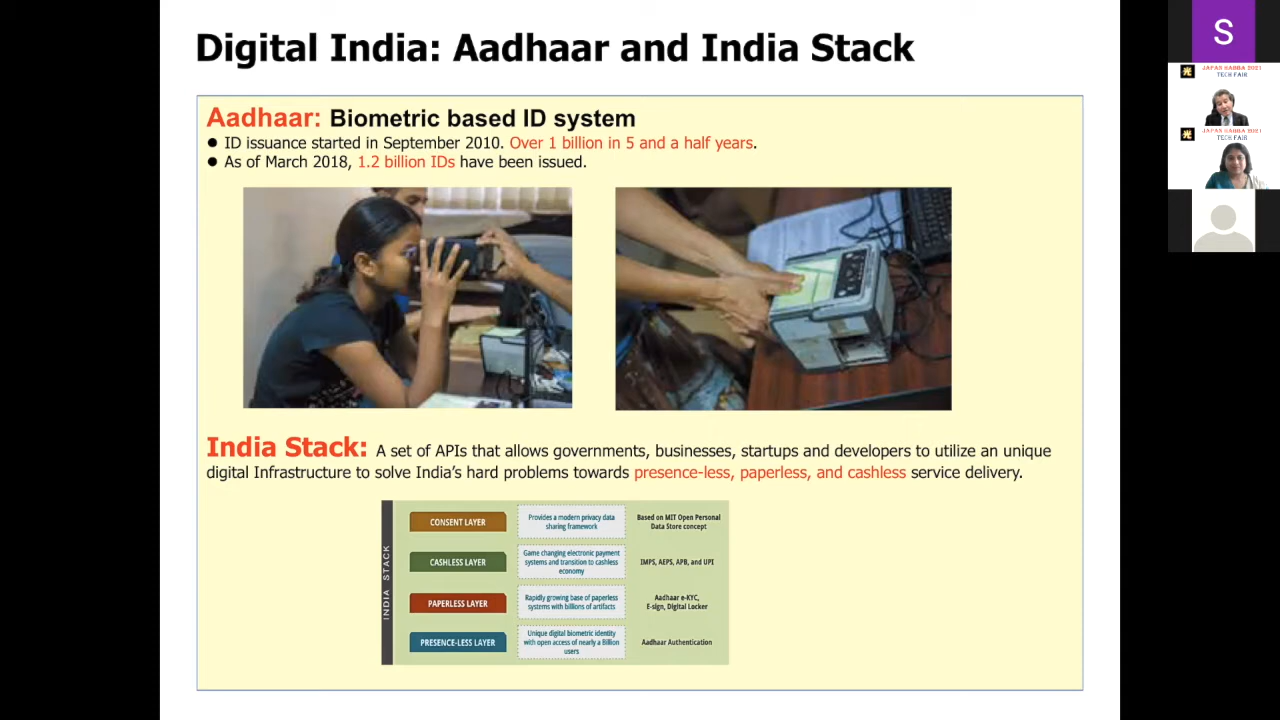 Digital India: Aadhaar and India Stack
Aadhaar: Biometric based ID system
● ID issuance started in September 2010. Over 1 billion in 5 and a half years.
● As of March 2018, 1.2 billion IDs have been issued.
India Stack: A set of APIs that allows governments, businesses, startups and developers to utilize an unique
digital Infrastructure to solve India's hard problems towards presence-less, paperless, and cashless service delivery.
INDIA STACK
CONSENT LAYER
Provides a modern privacy data
sharing framework
Based on MIT Open Personal
Data Store concept
CASHLESS LAYER
Game changing electronic payment
systems and transition to cashless
economy
IMPS, AEPS, APB, and UPI
PAPERLESS LAYER
Rapidly growing base of paperless
systems with billions of artifacts
Aadhaar e-KYC,
E-sign, Digital Locker
PRESENCE-LESS LAYER
Unique digital biometric identity
with open access of nearly a Billion
users
Aadhaar Authentication
S
JAPAN HABBA 2021
TECH FAIR
JAPAN HABBA 2021
TECH FAIR